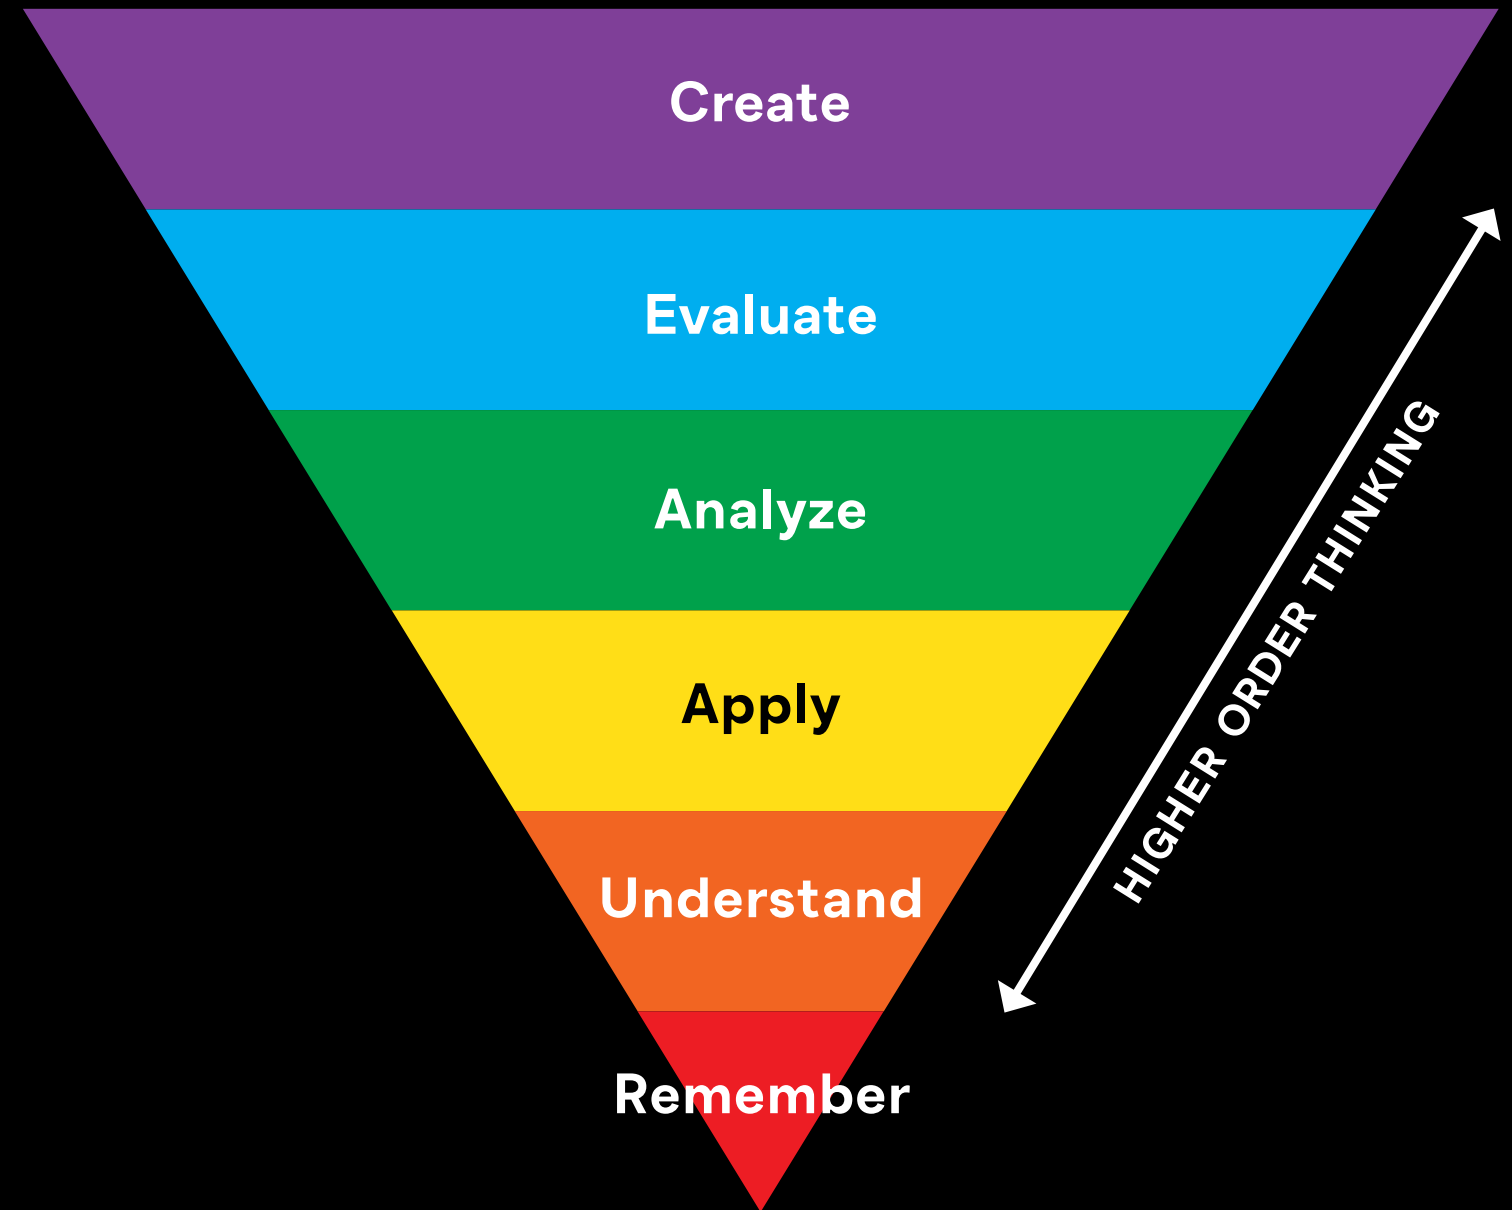 Create
Evaluate
Analyze
Apply
Understand
Remember
HIGHER ORDER THINKING